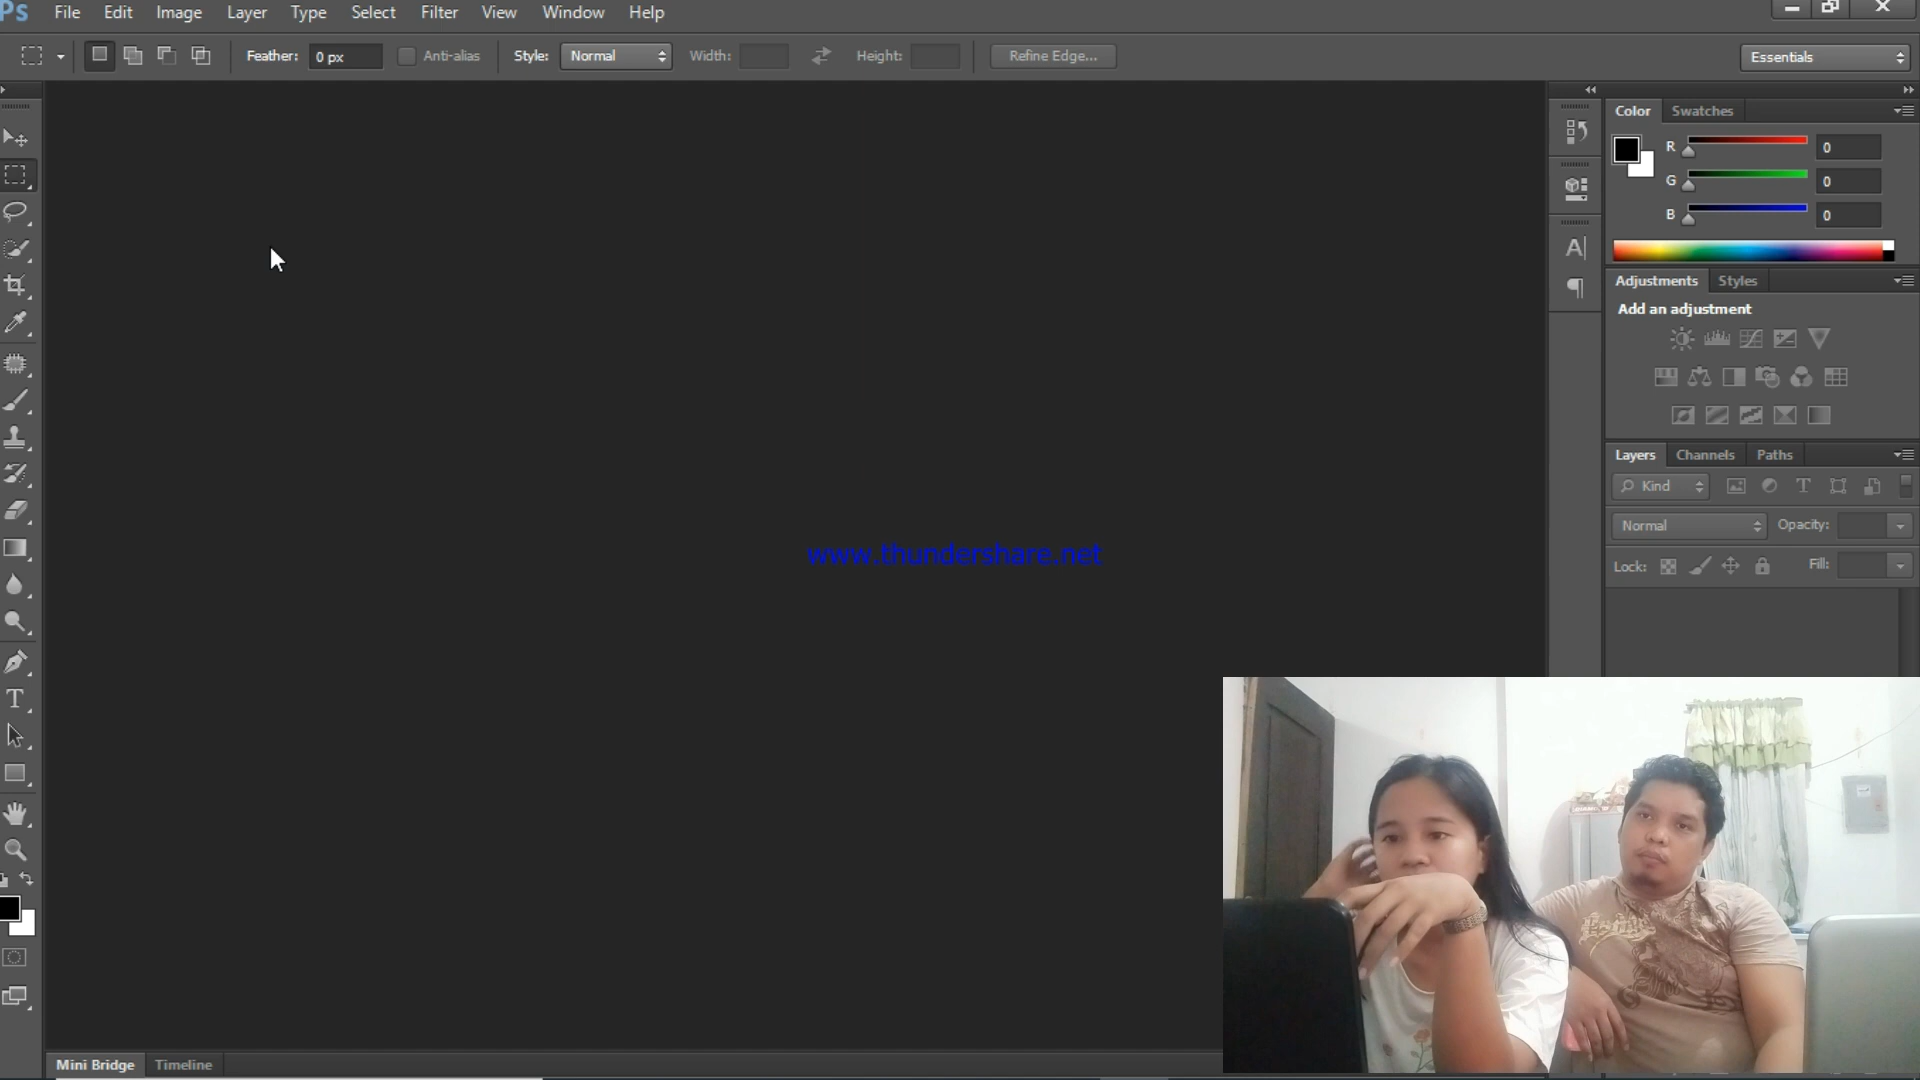 Ps File Edit Image Layer Type Select Filter View Window Help
Feather: 0 px Anti-alias Style: Normal Width: Height: Refine Edge... Essentials
Color Swatches
R 0
G 0
B 0
Adjustments Styles
Add an adjustment
Layers Channels Paths
Kind
Normal Opacity:
Lock: Fill:
www.thundershare.net
Mini Bridge Timeline